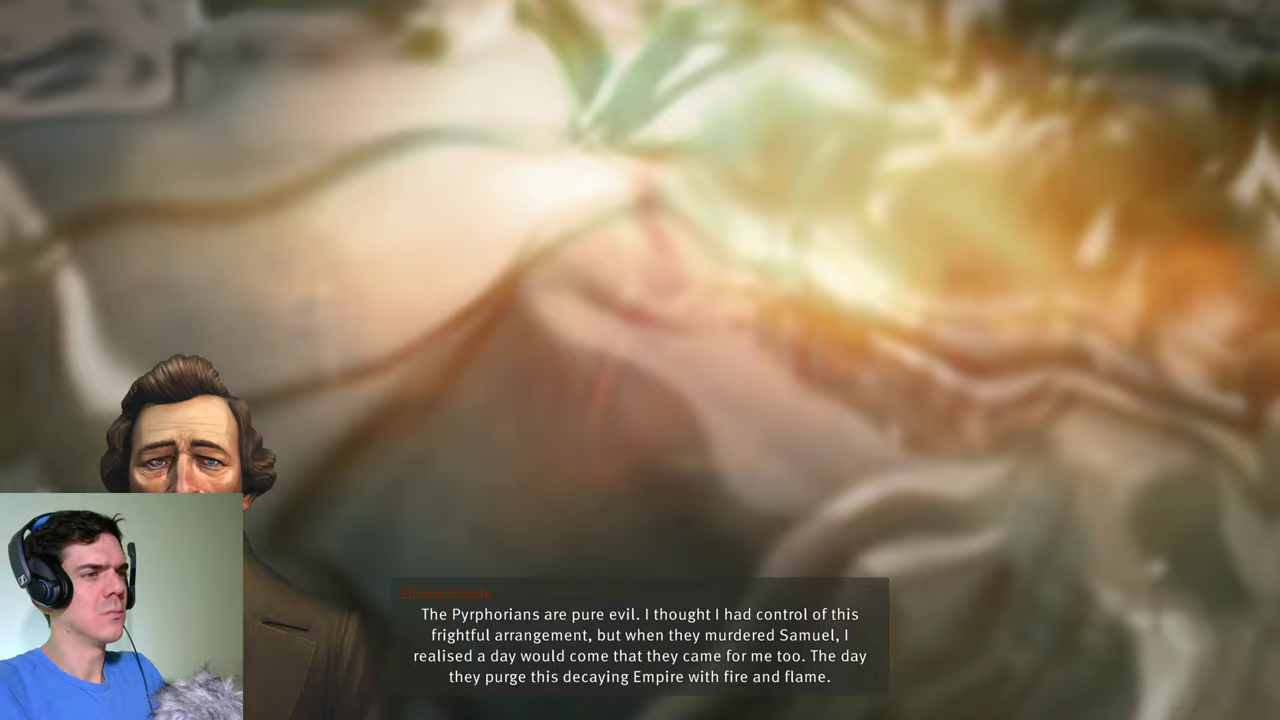 The Pyrphorians are pure evil. I thought I had control of this
frightful arrangement, but when they murdered Samuel, I
realised a day would come that they came for me too. The day
they purge this decaying Empire with fire and flame.